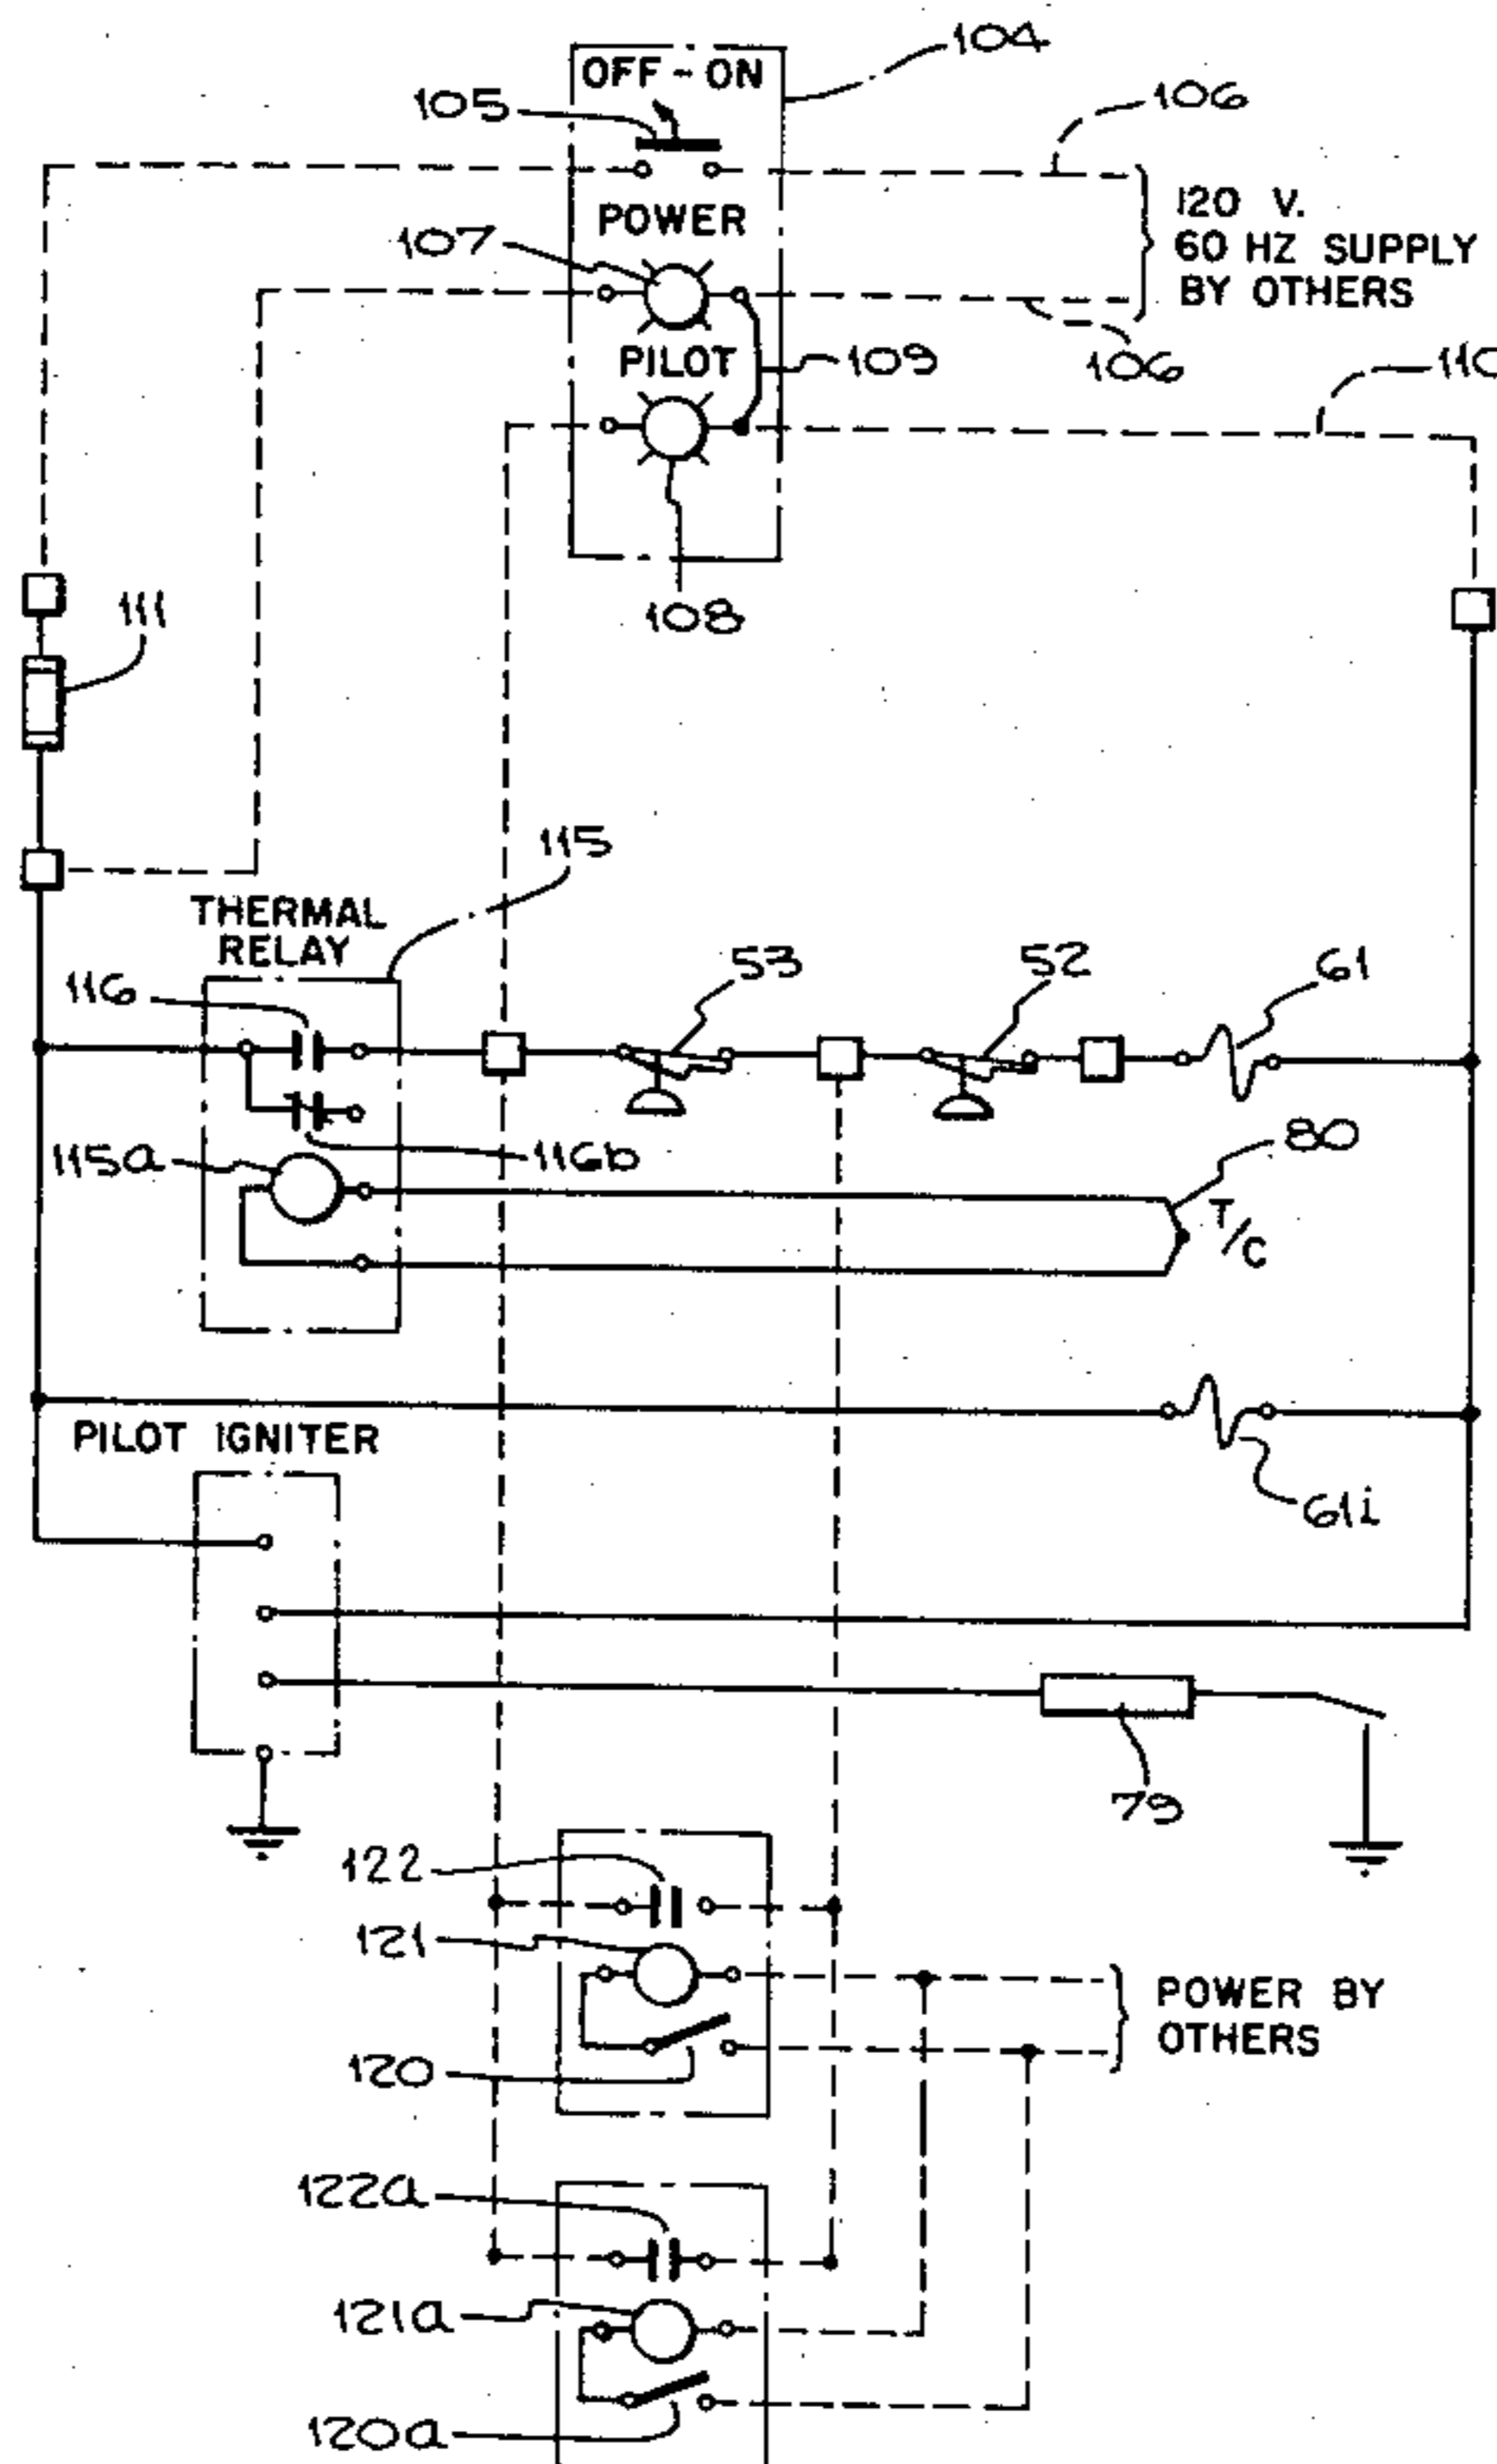 104
OFF-ON
105
106
120 V.
60 HZ SUPPLY
BY OTHERS
POWER
107
106
PILOT
109
110
108
111
115
THERMAL
RELAY
116
53
52
61
116b
115a
80
T/C
PILOT IGNITER
61i
79
122
121
POWER BY
OTHERS
120
122a
121a
120a